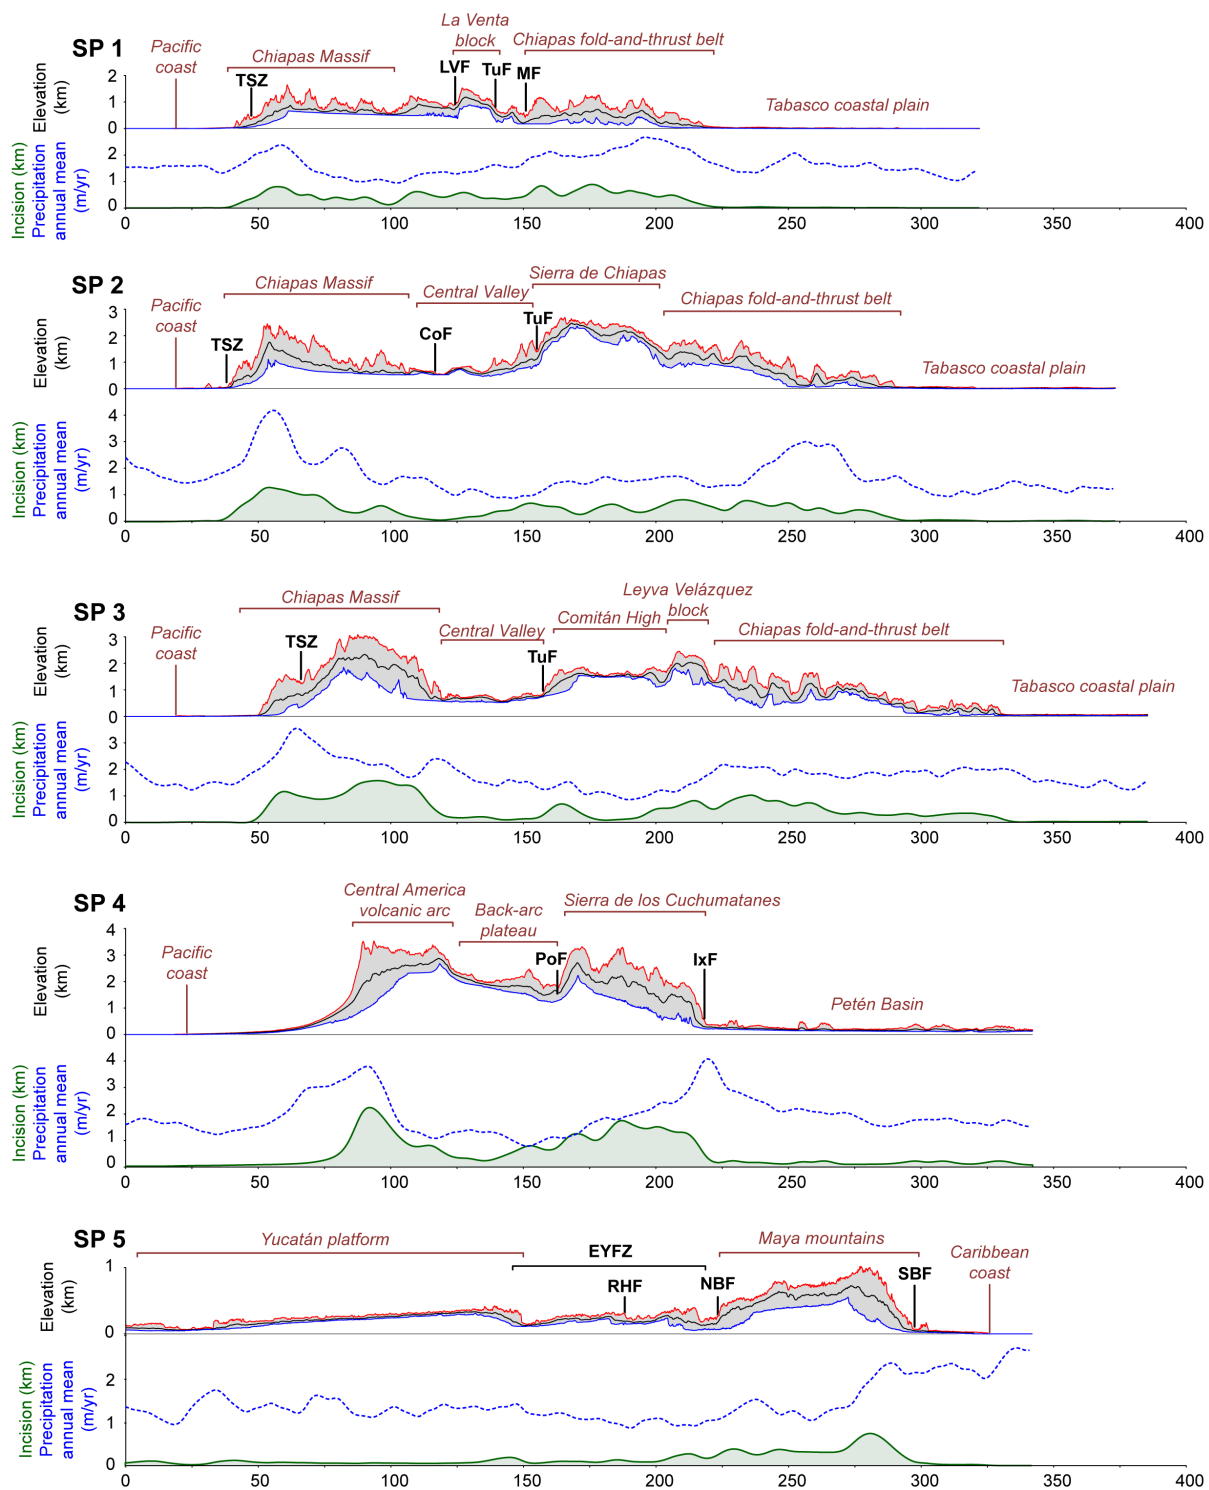 SP 1
Pacific
coast
Chiapas Massif
La Venta
block
Chiapas fold-and-thrust belt
TSZ
LVF
TuF
MF
Tabasco coastal plain
Elevation
(km)
2
1
0
Incision (km)
Precipitation
annual mean
(m/yr)
2
1
0
0
50
100
150
200
250
300
350
400
SP 2
Pacific
coast
Chiapas Massif
Central Valley
Sierra de Chiapas
Chiapas fold-and-thrust belt
TSZ
CoF
TuF
Tabasco coastal plain
Elevation
(km)
3
2
1
0
Incision (km)
Precipitation
annual mean
(m/yr)
4
3
2
1
0
0
50
100
150
200
250
300
350
400
SP 3
Pacific
coast
Chiapas Massif
Central Valley
Comitán High
Leyva Velázquez
block
Chiapas fold-and-thrust belt
TSZ
TuF
Tabasco coastal plain
Elevation
(km)
3
2
1
0
Incision (km)
Precipitation
annual mean
(m/yr)
3
2
1
0
0
50
100
150
200
250
300
350
400
SP 4
Pacific
coast
Central America
volcanic arc
Back-arc
plateau
Sierra de los Cuchumatanes
PoF
IxF
Petén Basin
Elevation
(km)
4
3
2
1
0
Incision (km)
Precipitation
annual mean
(m/yr)
4
3
2
1
0
0
50
100
150
200
250
300
350
400
SP 5
Yucatán platform
EYFZ
RHF
NBF
Maya mountains
SBF
Caribbean
coast
Elevation
(km)
1
0
Incision (km)
Precipitation
annual mean
(m/yr)
2
1
0
0
50
100
150
200
250
300
350
400